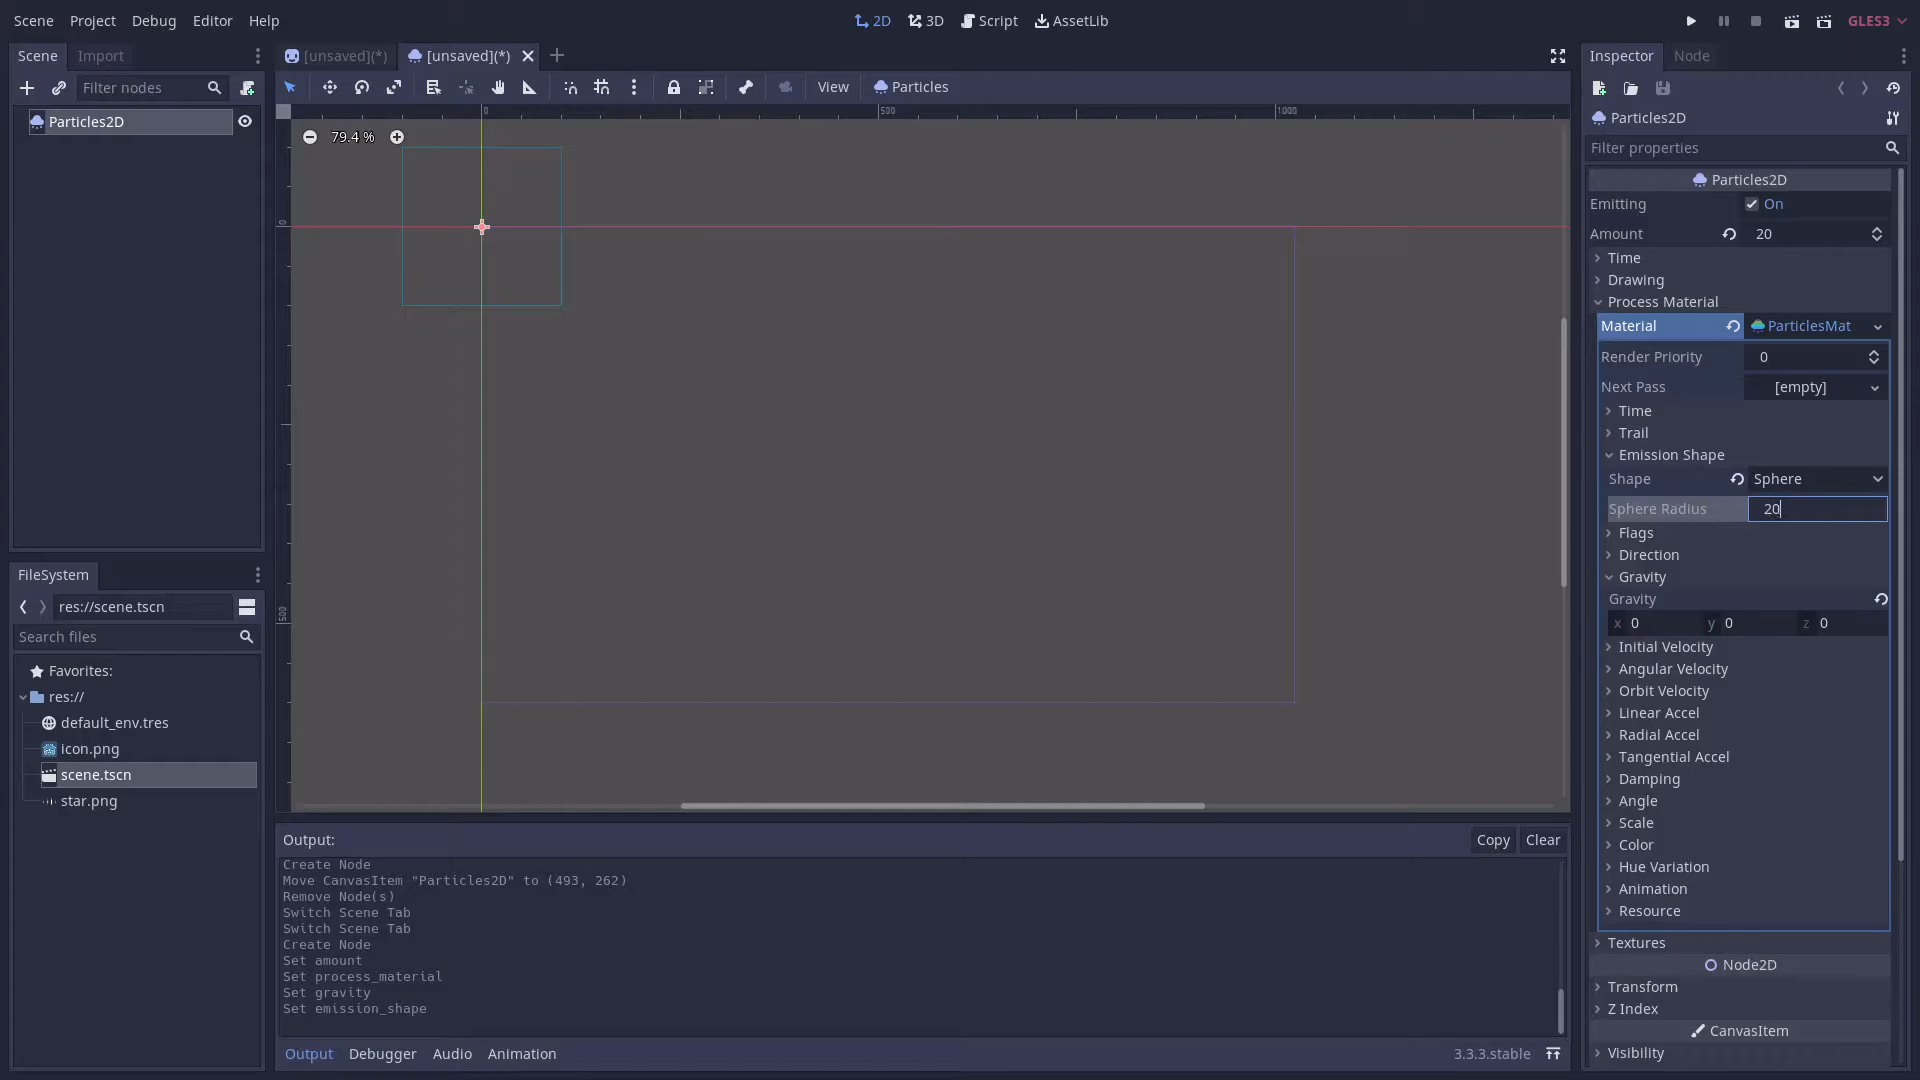 Scene Project Debug Editor Help
2D 3D Script AssetLib
GLES3
Scene Import
Filter nodes
Particles2D
[unsaved](*) [unsaved](*)
View Particles
0 500 1000
79.4 %
0
500
FileSystem
res://scene.tscn
Search files
Favorites:
res://
default_env.tres
icon.png
scene.tscn
star.png
Output: Copy Clear
Create Node
Move CanvasItem "Particles2D" to (493, 262)
Remove Node(s)
Switch Scene Tab
Switch Scene Tab
Create Node
Set amount
Set process_material
Set gravity
Set emission_shape
Output Debugger Audio Animation 3.3.3.stable
Inspector Node
Particles2D
Filter properties
Particles2D
Emitting On
Amount 20
Time
Drawing
Process Material
Material ParticlesMat
Render Priority 0
Next Pass [empty]
Time
Trail
Emission Shape
Shape Sphere
Sphere Radius 20
Flags
Direction
Gravity
Gravity
x 0 y 0 z 0
Initial Velocity
Angular Velocity
Orbit Velocity
Linear Accel
Radial Accel
Tangential Accel
Damping
Angle
Scale
Color
Hue Variation
Animation
Resource
Textures
Node2D
Transform
Z Index
CanvasItem
Visibility